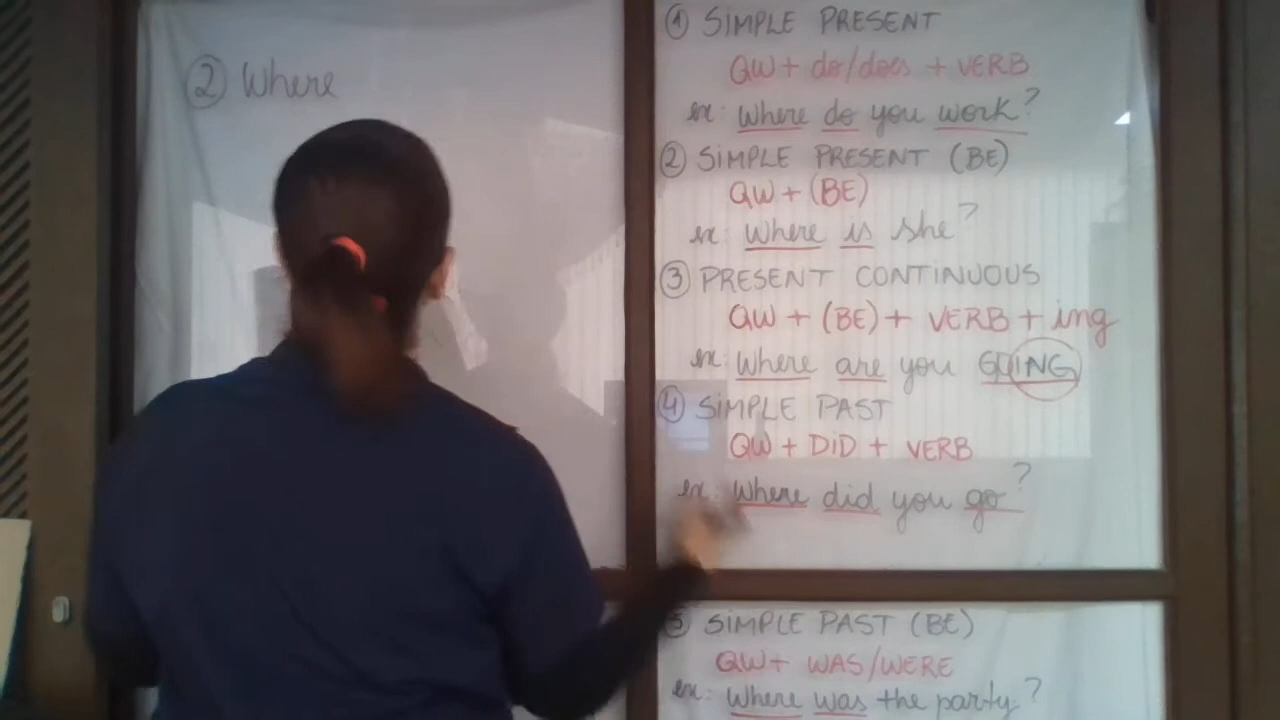 ② Where
① SiMPLE PRESENT
QW + do/does + VERB
ex: Where do you work?
② SiMPLE PRESENT (BE)
QW + (BE)
ex: Where is she?
③ PRESENT CONTiNUOUS
QW + (BE) + VERB + ing
ex: Where are you GOING
④ SiMPLE PAST
QW + DiD + VERB
ex: Where did you go?
⑤ SiMPLE PAST (BE)
QW + WAS/WERE
ex: Where was the party?